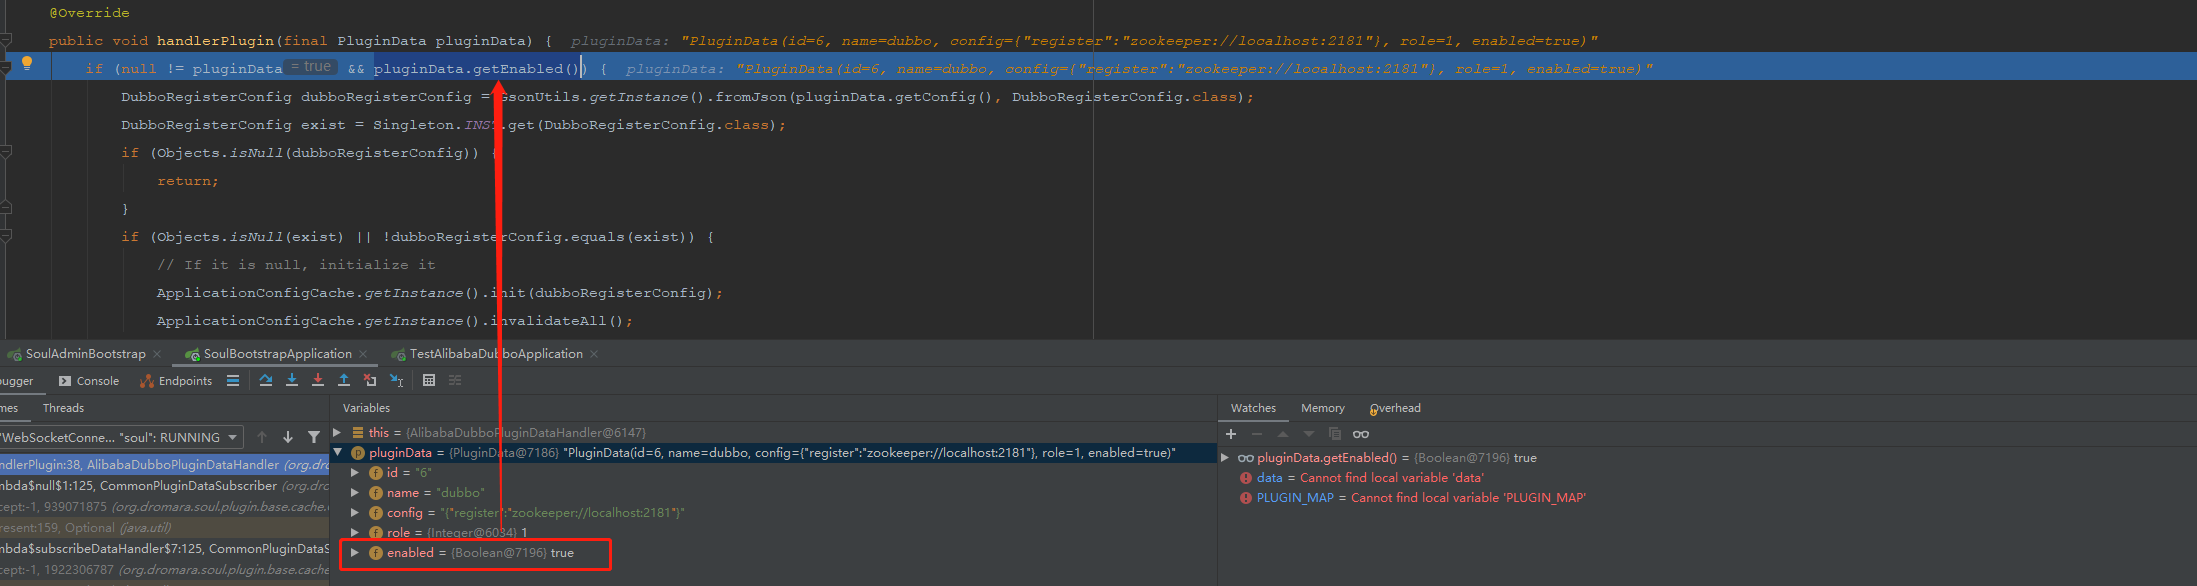 @Override
public void handlerPlugin(final PluginData pluginData) { pluginData: "PluginData(id=6, name=dubbo, config={"register":"zookeeper://localhost:2181"}, role=1, enabled=true)"
if (null != pluginData = true && pluginData.getEnabled()) { pluginData: "PluginData(id=6, name=dubbo, config={"register":"zookeeper://localhost:2181"}, role=1, enabled=true)"
DubboRegisterConfig dubboRegisterConfig = GsonUtils.getInstance().fromJson(pluginData.getConfig(), DubboRegisterConfig.class);
DubboRegisterConfig exist = Singleton.INST.get(DubboRegisterConfig.class);
if (Objects.isNull(dubboRegisterConfig)) {
return;
}
if (Objects.isNull(exist) || !dubboRegisterConfig.equals(exist)) {
// If it is null, initialize it
ApplicationConfigCache.getInstance().init(dubboRegisterConfig);
ApplicationConfigCache.getInstance().invalidateAll();
SoulAdminBootstrap
SoulBootstrapApplication
TestAlibabaDubboApplication
ugger
Console
Endpoints
mes
Threads
Variables
Watches
Memory
Overhead
"WebSocketConne... "soul": RUNNING
ndlerPlugin:38, AlibabaDubboPluginDataHandler (org.dro
mbda$null$1:125, CommonPluginDataSubscriber (org.dro
cept:-1, 939071875 (org.dromara.soul.plugin.base.cache.C
resent:159, Optional (java.util)
mbda$subscribeDataHandler$7:125, CommonPluginDataS
cept:-1, 1922306787 (org.dromara.soul.plugin.base.cache.
this = {AlibabaDubboPluginDataHandler@6147}
pluginData = {PluginData@7186} "PluginData(id=6, name=dubbo, config={"register":"zookeeper://localhost:2181"}, role=1, enabled=true)"
id = "6"
name = "dubbo"
config = "{"register":"zookeeper://localhost:2181"}"
role = {Integer@6034} 1
enabled = {Boolean@7196} true
pluginData.getEnabled() = {Boolean@7196} true
data = Cannot find local variable 'data'
PLUGIN_MAP = Cannot find local variable 'PLUGIN_MAP'